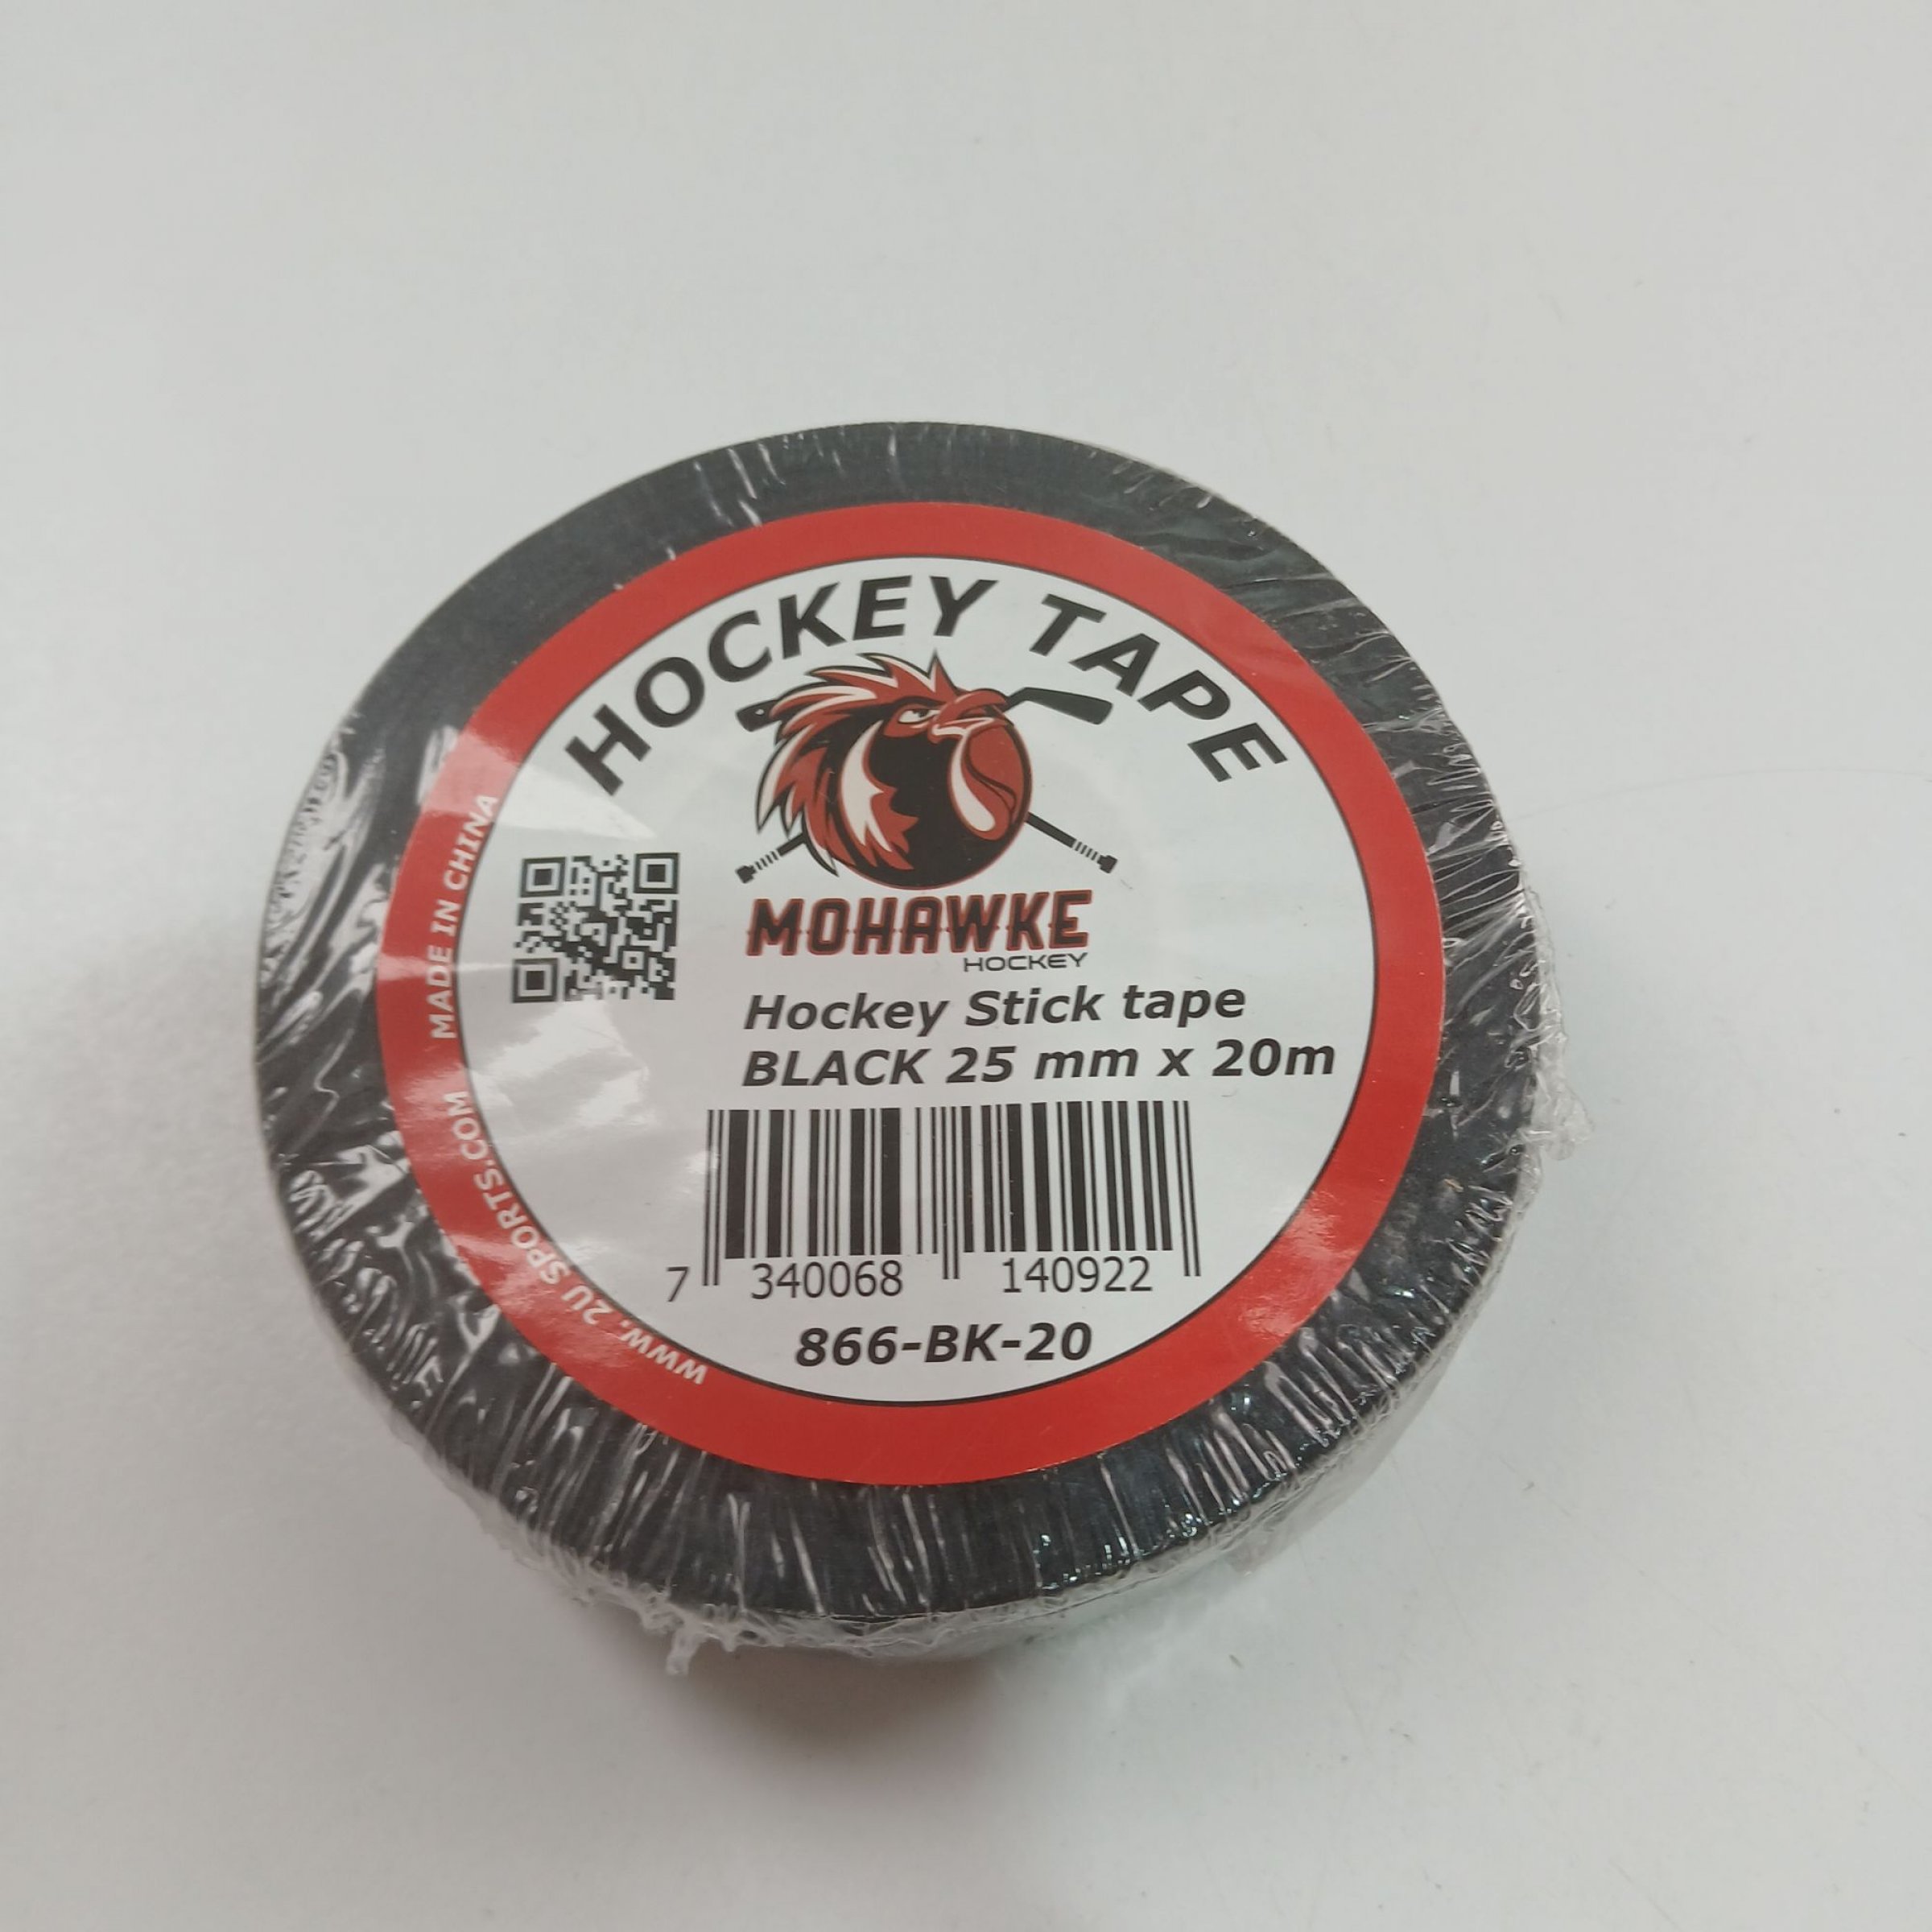 HOCKEY TAPE
MOHAWKE
HOCKEY
Hockey Stick tape
BLACK 25 mm x 20m
7 340068 140922
866-BK-20
WWW. 2U SPORTS.COM MADE IN CHINA